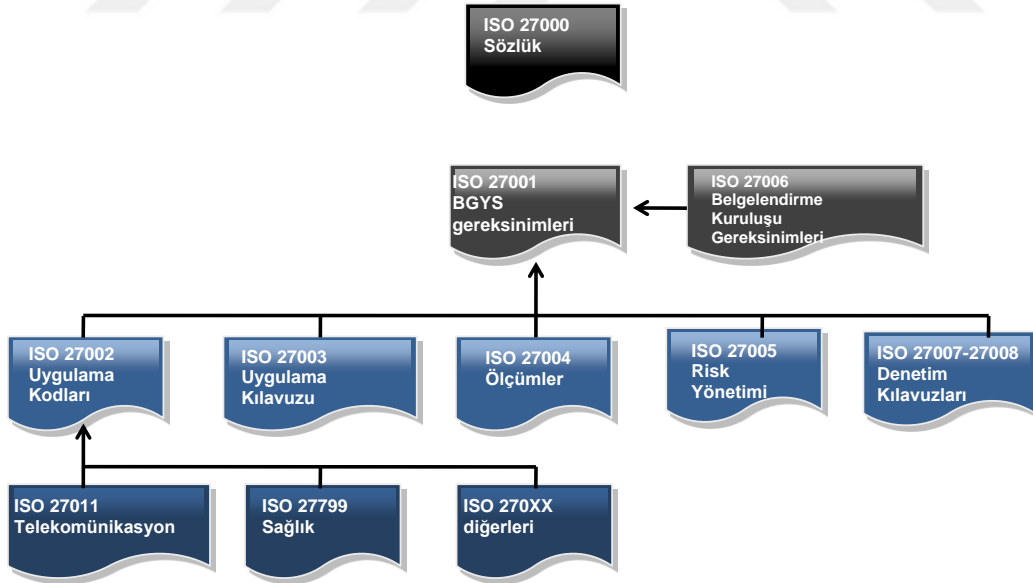 ISO 27000
Sözlük
ISO 27001
BGYS
gereksinimleri
ISO 27006
Belgelendirme
Kuruluşu
Gereksinimleri
ISO 27002
Uygulama
Kodları
ISO 27003
Uygulama
Kılavuzu
ISO 27004
Ölçümler
ISO 27005
Risk
Yönetimi
ISO 27007-27008
Denetim
Kılavuzları
ISO 27011
Telekomünikasyon
ISO 27799
Sağlık
ISO 270XX
diğerleri